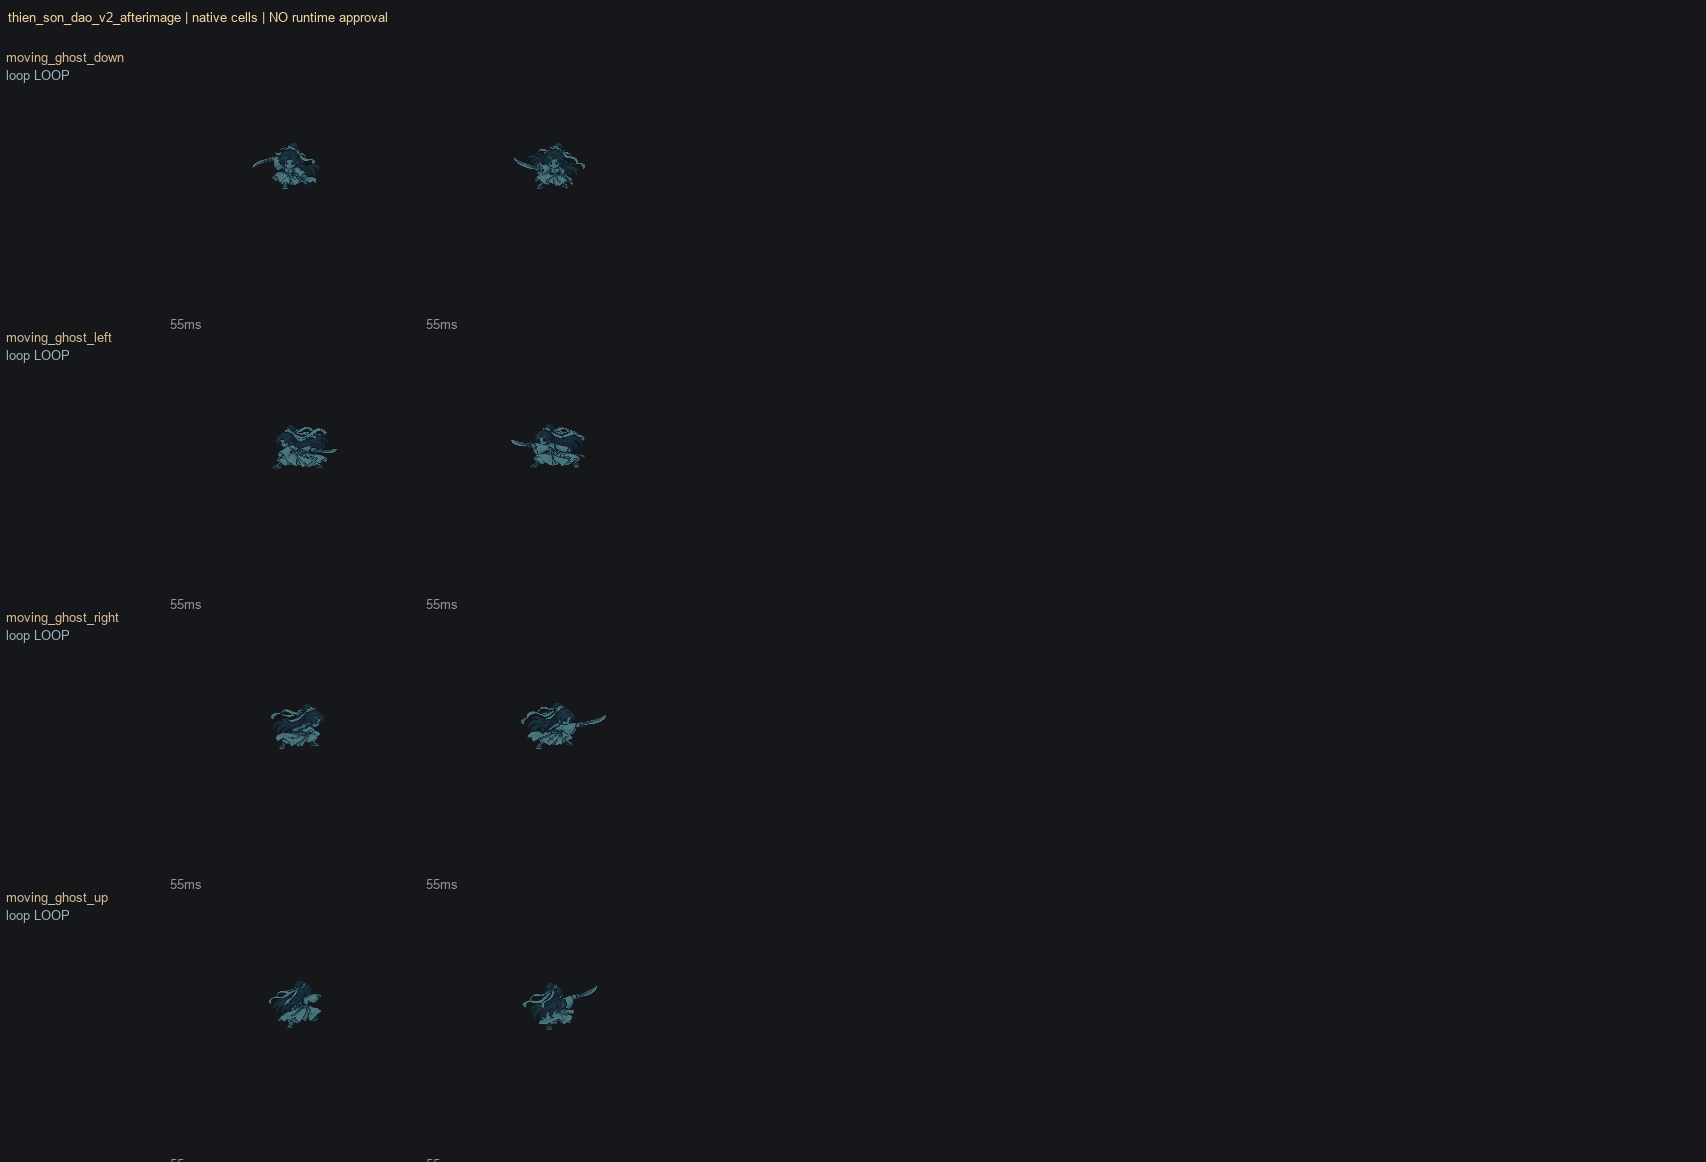 thien_son_dao_v2_afterimage | native cells | NO runtime approval
moving_ghost_down
loop LOOP
55ms 55ms
moving_ghost_left
loop LOOP
55ms 55ms
moving_ghost_right
loop LOOP
55ms 55ms
moving_ghost_up
loop LOOP